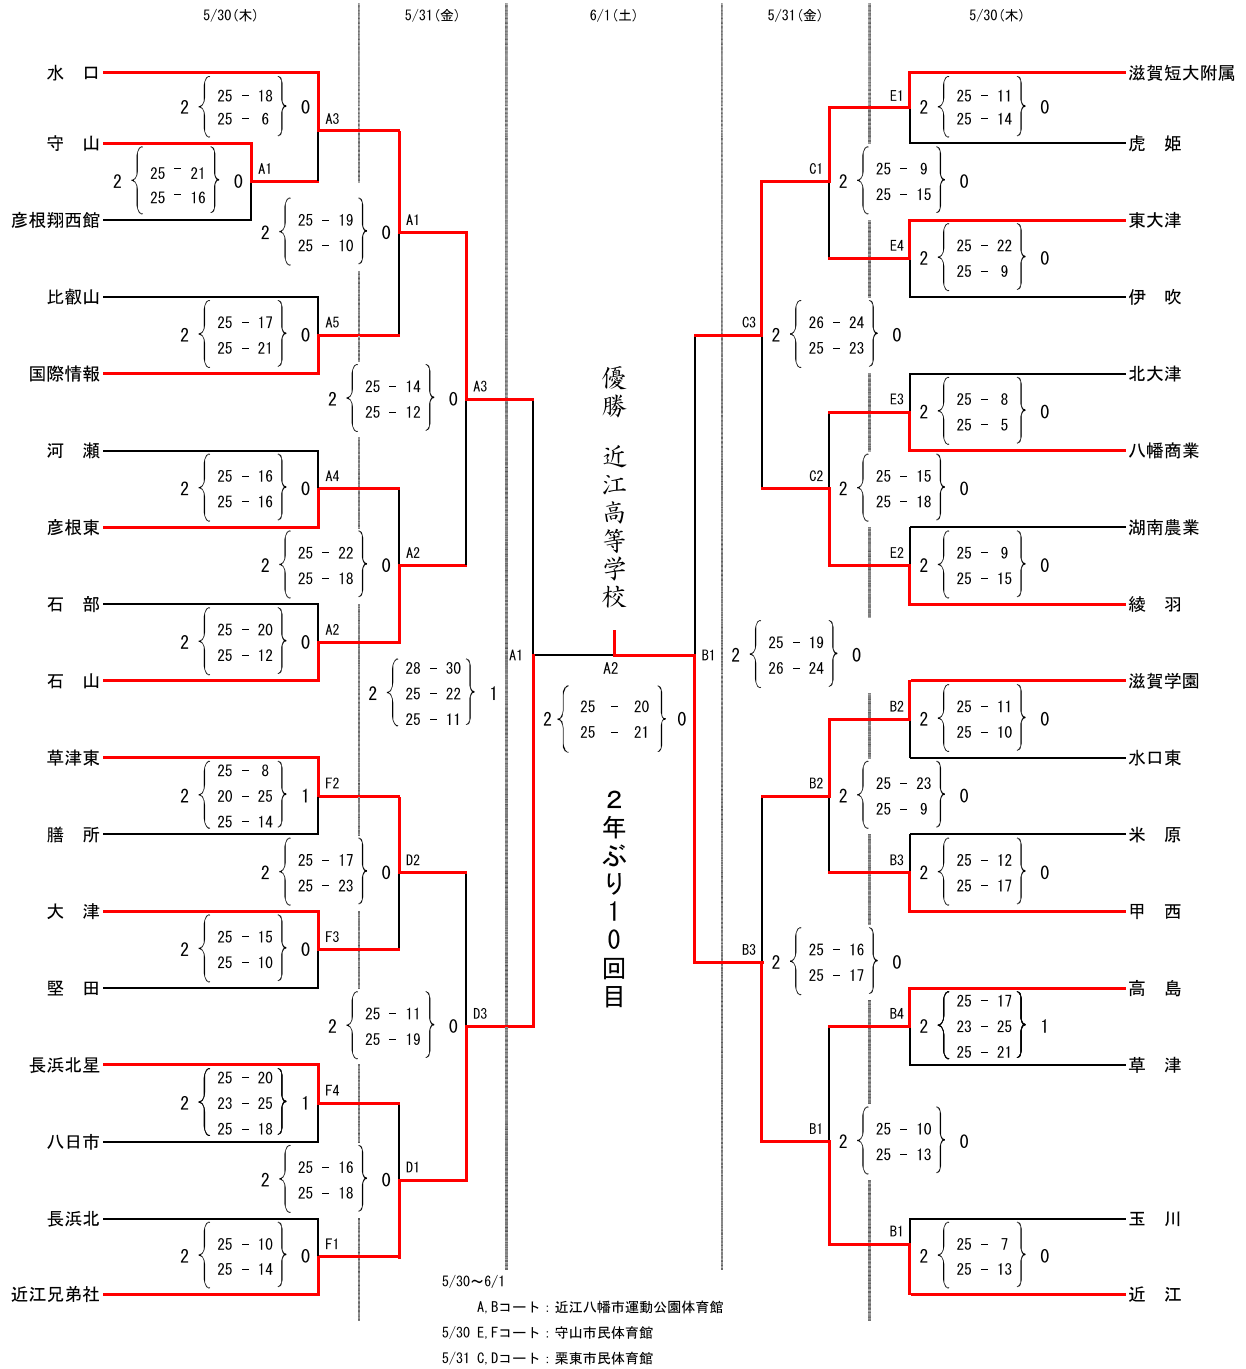 5/30(木)
5/31(金)
6/1(土)
5/31(金)
5/30(木)
水　口
2 25 - 18 0
25 - 6
A3
守　山
2 25 - 21 0
25 - 16
A1
彦根翔西館
2 25 - 19 0
25 - 10
A1
比叡山
2 25 - 17 0
25 - 21
A5
国際情報
2 25 - 14 0
25 - 12
A3
河　瀬
2 25 - 16 0
25 - 16
A4
彦根東
2 25 - 22 0
25 - 18
A2
石　部
2 25 - 20 0
25 - 12
A2
石　山
2 28 - 30 1
25 - 22
25 - 11
A1
草津東
2 25 - 8 1
20 - 25
25 - 14
F2
膳　所
2 25 - 17 0
25 - 23
D2
大　津
2 25 - 15 0
25 - 10
F3
堅　田
2 25 - 11 0
25 - 19
D3
長浜北星
2 25 - 20 1
23 - 25
25 - 18
F4
八日市
2 25 - 16 0
25 - 18
D1
長浜北
2 25 - 10 0
25 - 14
F1
近江兄弟社
優勝　近江高等学校
A2
2 25 - 20 0
25 - 21
２年ぶり１０回目
滋賀短大附属
E1
2 25 - 11 0
25 - 14
虎　姫
C1
2 25 - 9 0
25 - 15
東大津
E4
2 25 - 22 0
25 - 9
伊　吹
C3
2 26 - 24 0
25 - 23
北大津
E3
2 25 - 8 0
25 - 5
八幡商業
C2
2 25 - 15 0
25 - 18
湖南農業
E2
2 25 - 9 0
25 - 15
綾　羽
B1
2 25 - 19 0
26 - 24
滋賀学園
B2
2 25 - 11 0
25 - 10
水口東
B2
2 25 - 23 0
25 - 9
米　原
B3
2 25 - 12 0
25 - 17
甲　西
B3
2 25 - 16 0
25 - 17
高　島
B4
2 25 - 17 1
23 - 25
25 - 21
草　津
B1
2 25 - 10 0
25 - 13
玉　川
B1
2 25 - 7 0
25 - 13
近　江
5/30～6/1
A,Bコート：近江八幡市運動公園体育館
5/30 E,Fコート：守山市民体育館
5/31 C,Dコート：栗東市民体育館